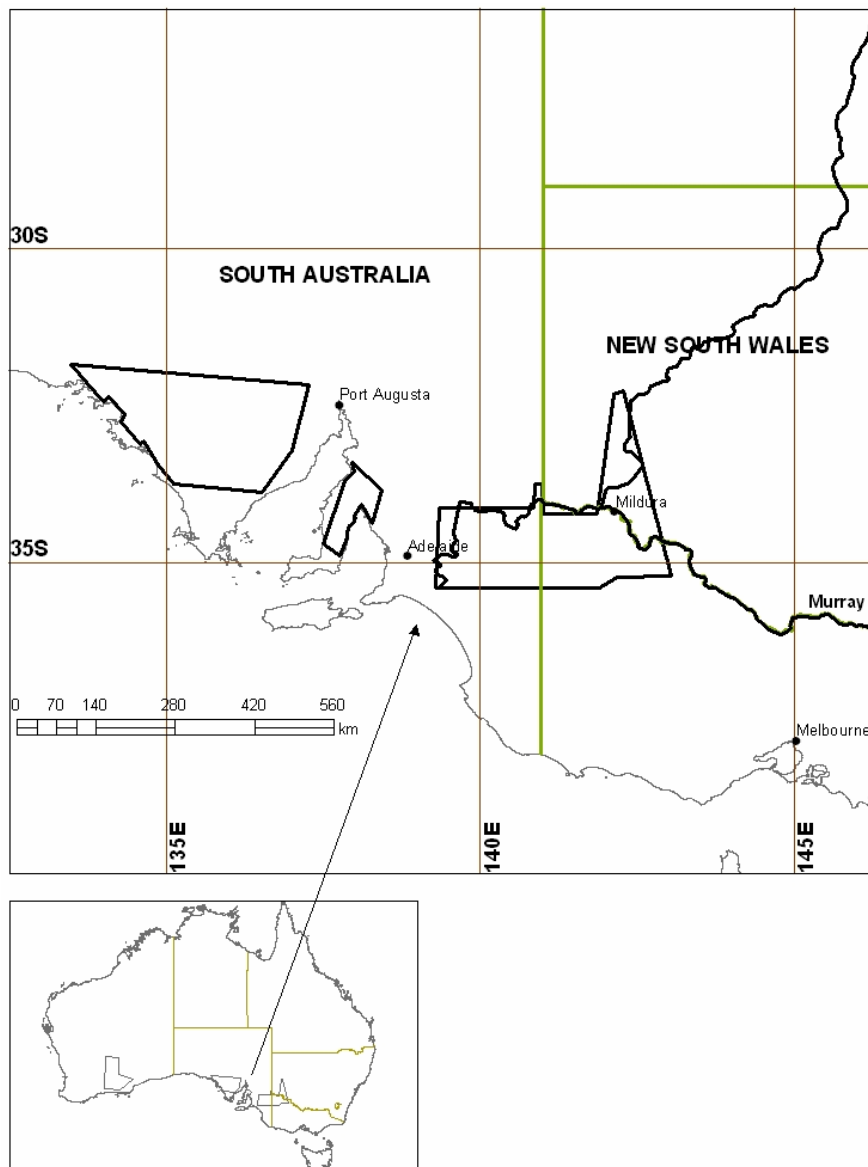 30S
SOUTH AUSTRALIA
NEW SOUTH WALES
Port Augusta
Mildura
35S
Adelaide
Murray
0 70 140 280 420 560
km
Melbourne
135E
140E
145E